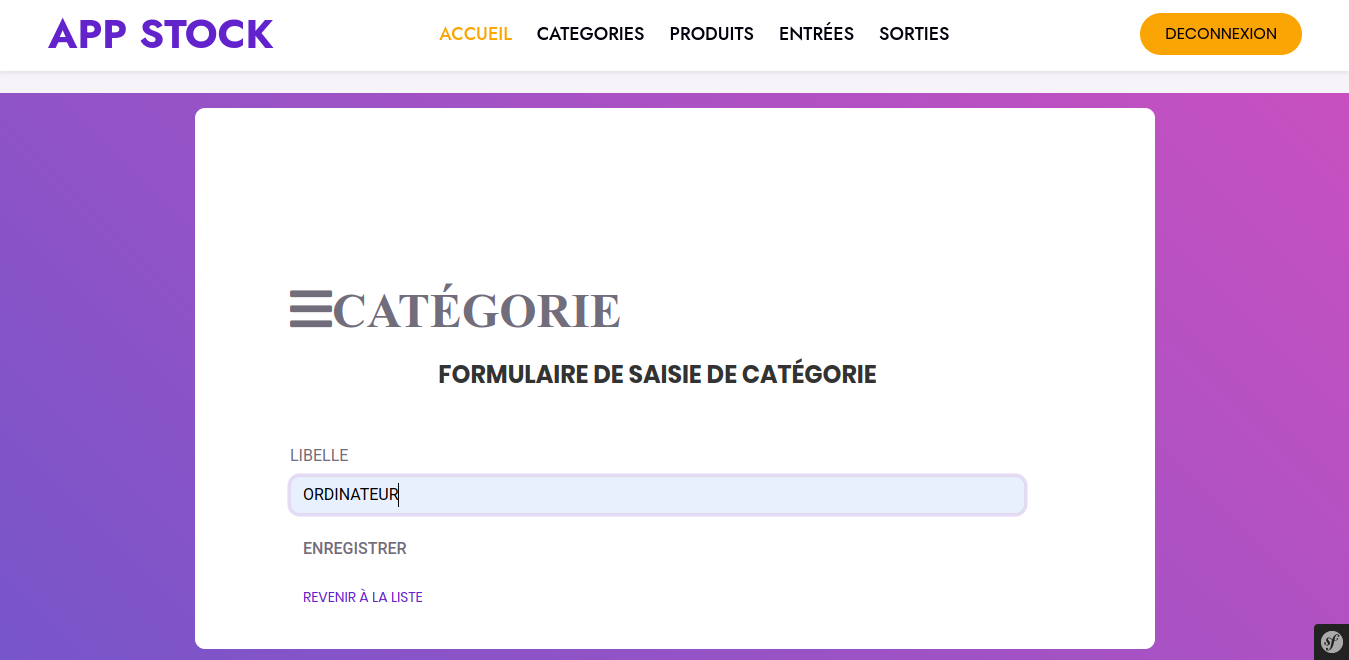 APP STOCK
ACCUEIL CATEGORIES PRODUITS ENTRÉES SORTIES
DECONNEXION
CATÉGORIE
FORMULAIRE DE SAISIE DE CATÉGORIE
LIBELLE
ORDINATEUR
ENREGISTRER
REVENIR À LA LISTE
sf